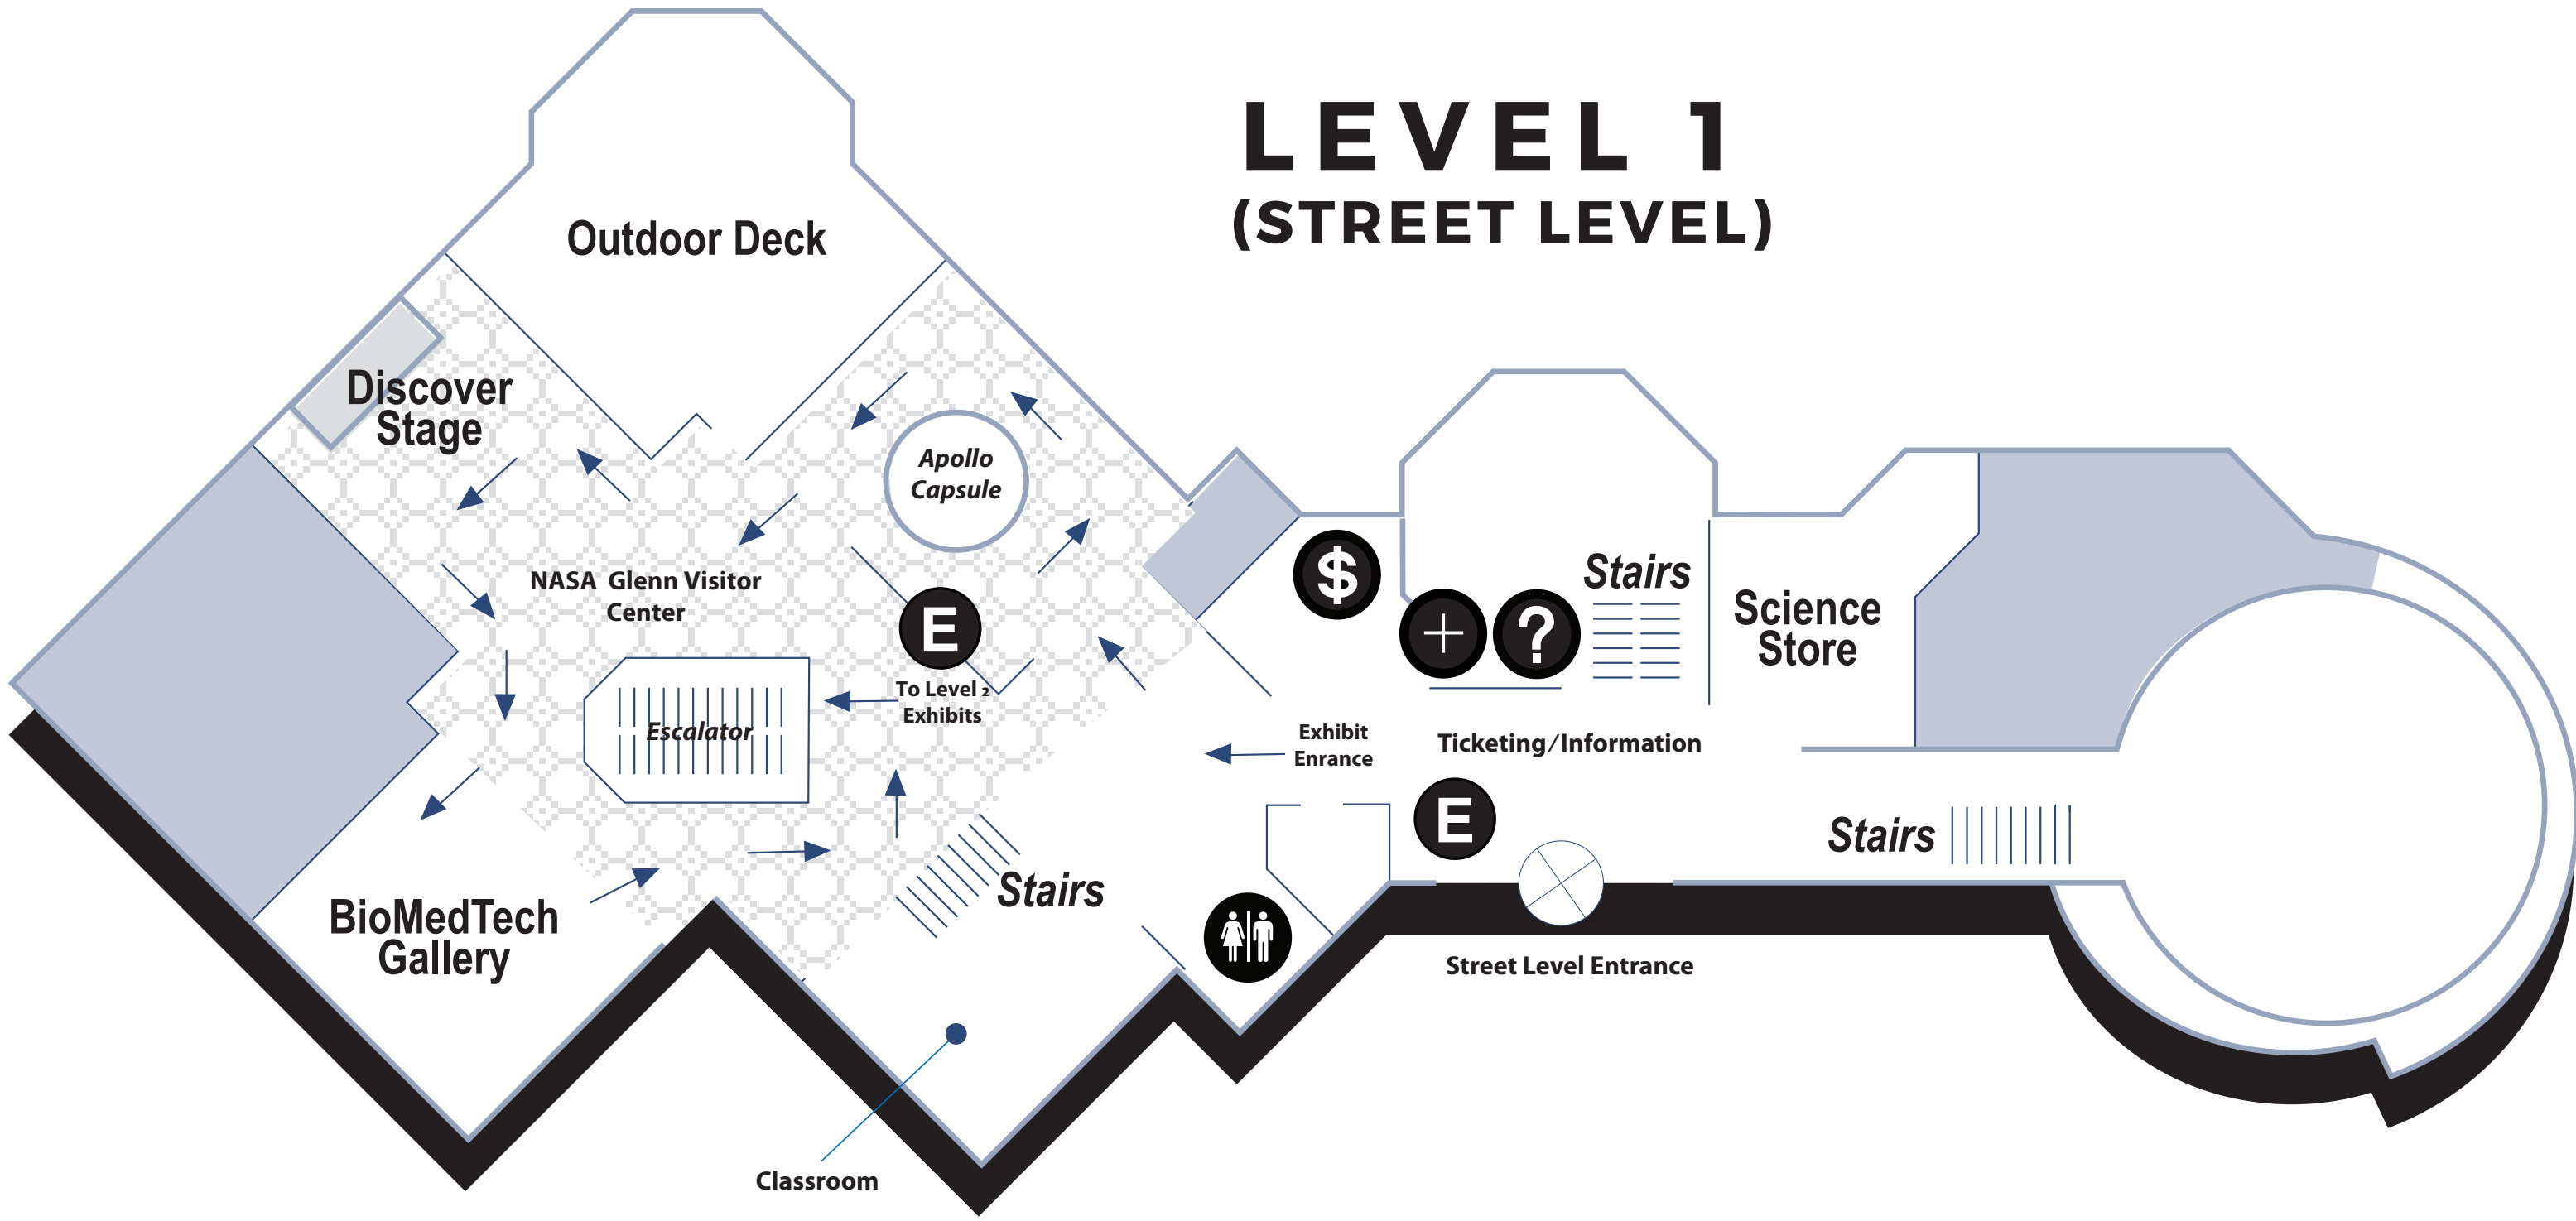 LEVEL 1
(STREET LEVEL)
Outdoor Deck
Discover
Stage
Apollo
Capsule
NASA Glenn Visitor
Center
E
To Level 2
Exhibits
Escalator
BioMedTech
Gallery
Stairs
Classroom
$
+
?
Stairs
Science
Store
Exhibit
Enrance
Ticketing/Information
E
Stairs
Street Level Entrance